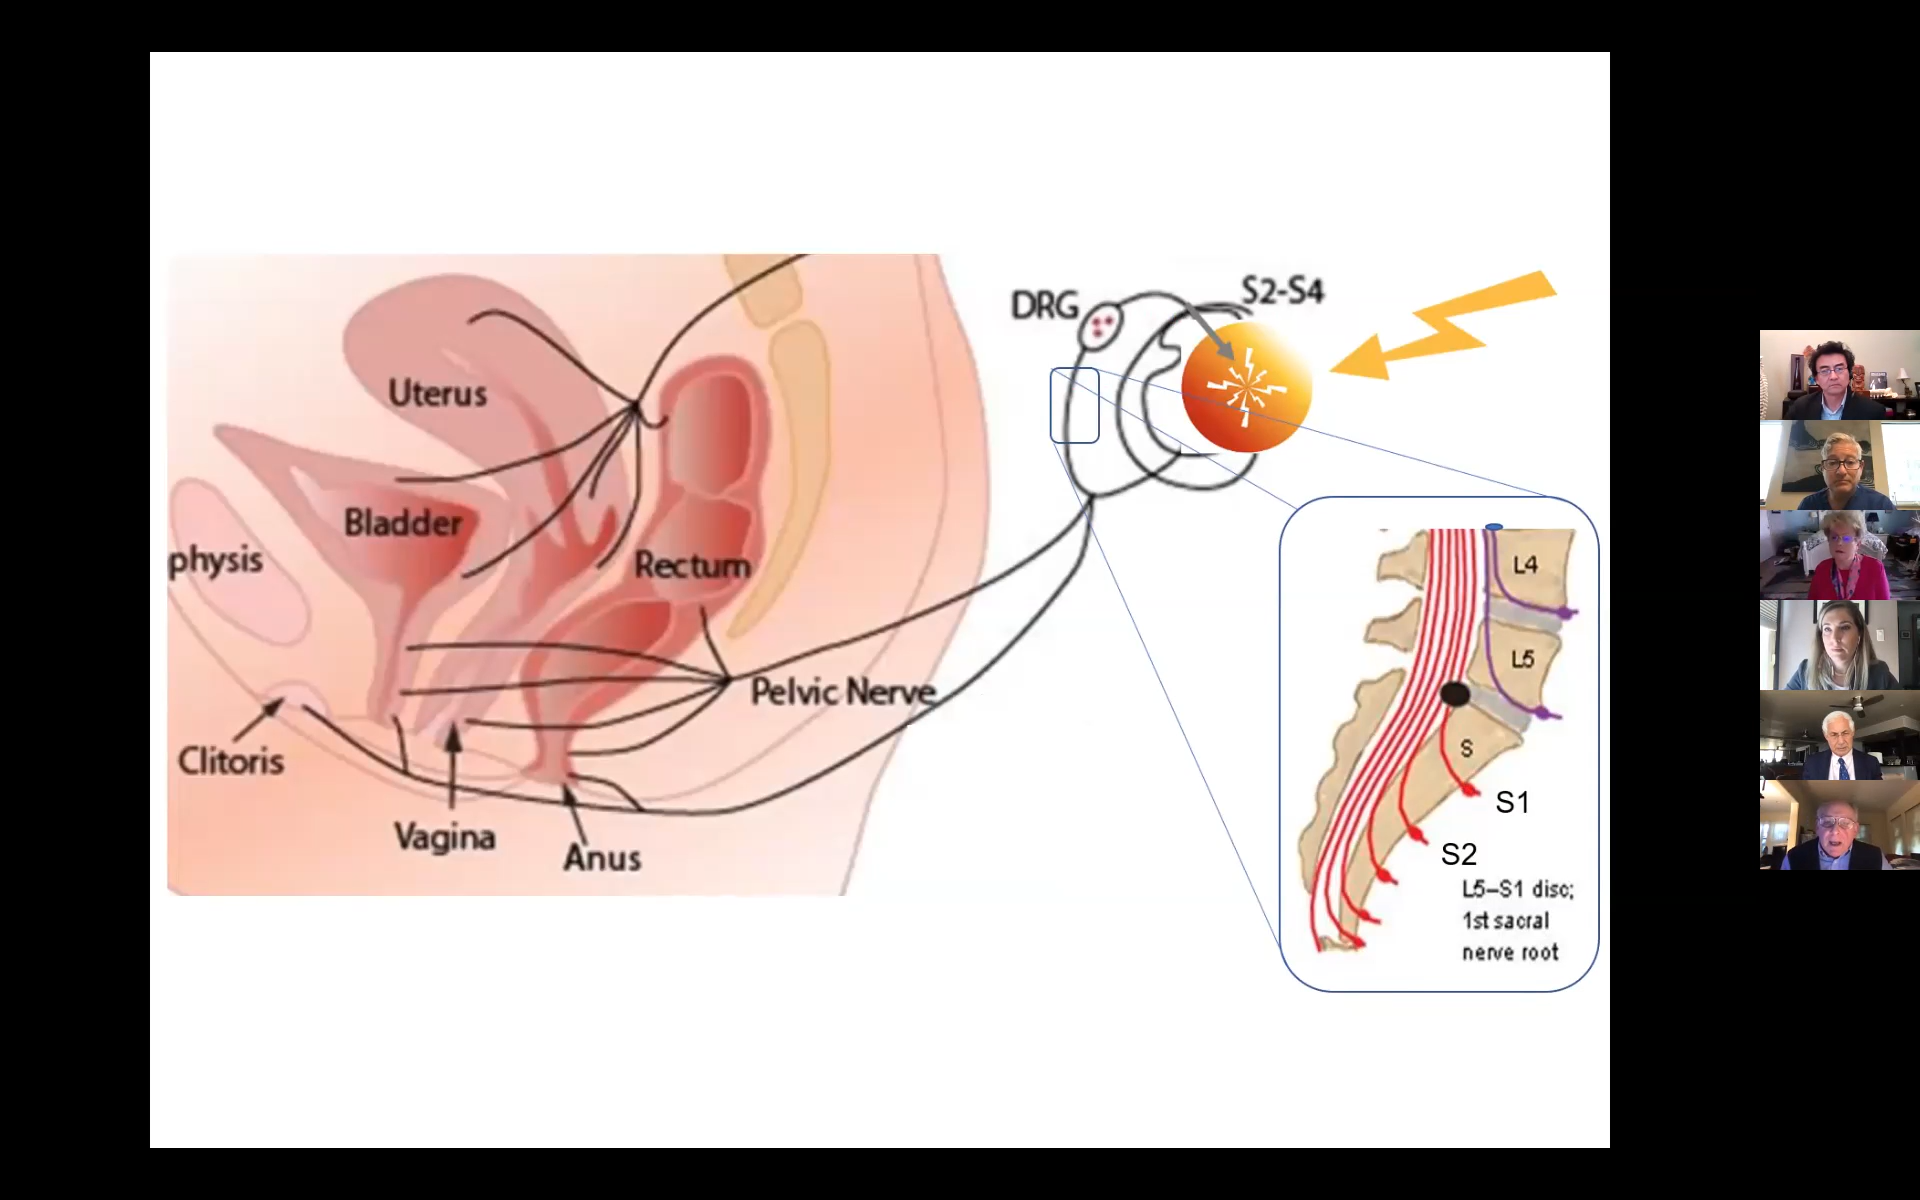 DRG
S2-S4
Uterus
Bladder
physis
Rectum
Pelvic Nerve
Clitoris
Vagina
Anus
L4
L5
S
S1
S2
L5–S1 disc;
1st sacral
nerve root